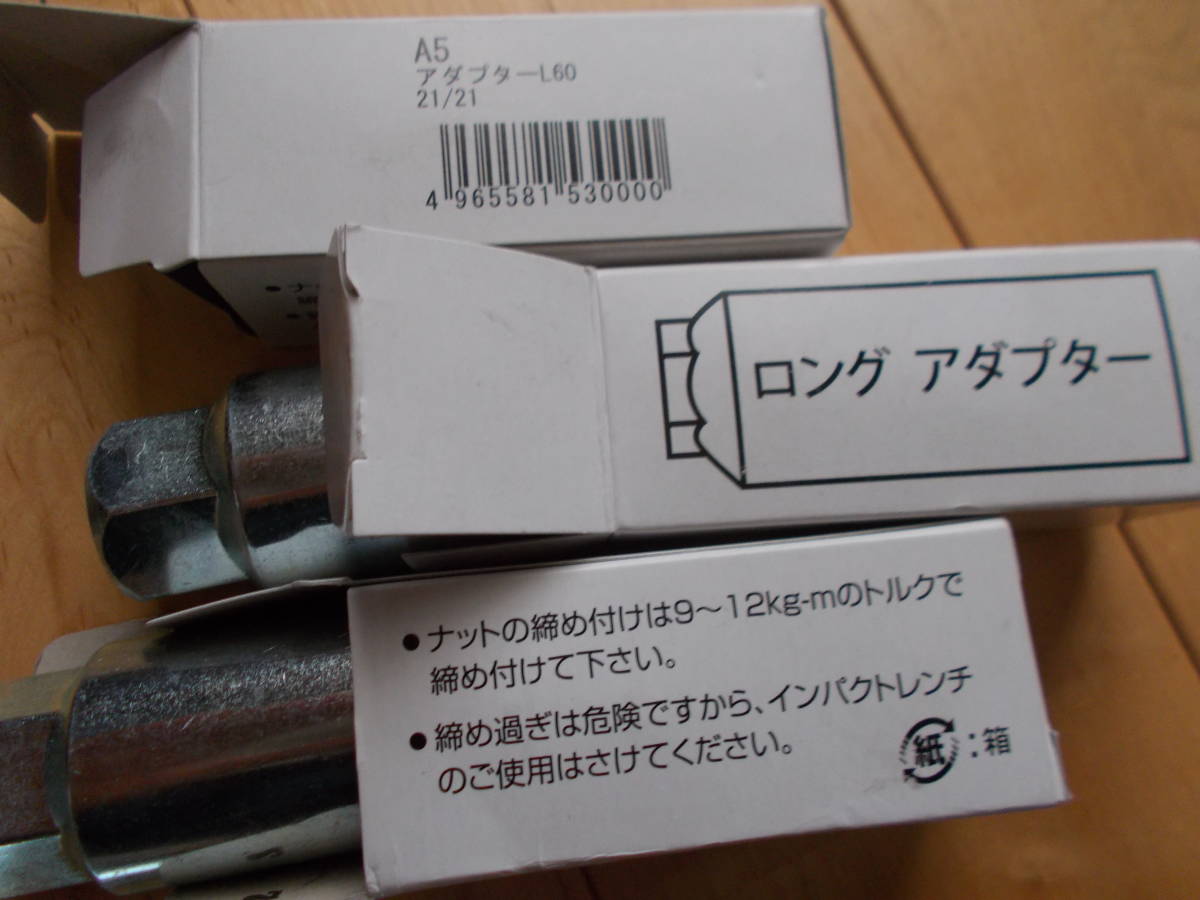 A5
アダプターL60
21/21
4 965581 530000
ロング アダプター
●ナットの締め付けは9〜12kg-mのトルクで
締め付けて下さい。
●締め過ぎは危険ですから、インパクトレンチ
のご使用はさけてください。
紙:箱